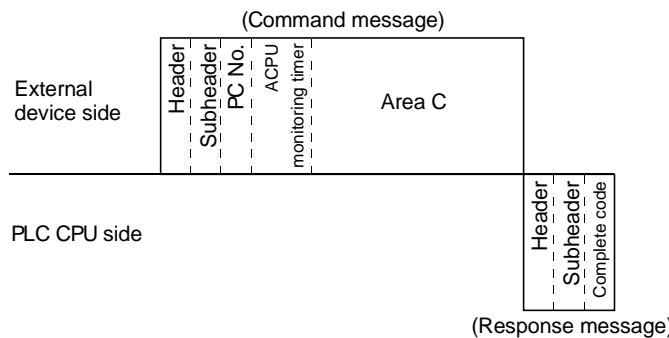 (Command message)
External
device side
Header
Subheader
PC No.
ACPU
monitoring timer
Area C
PLC CPU side
Header
Subheader
Complete code
(Response message)